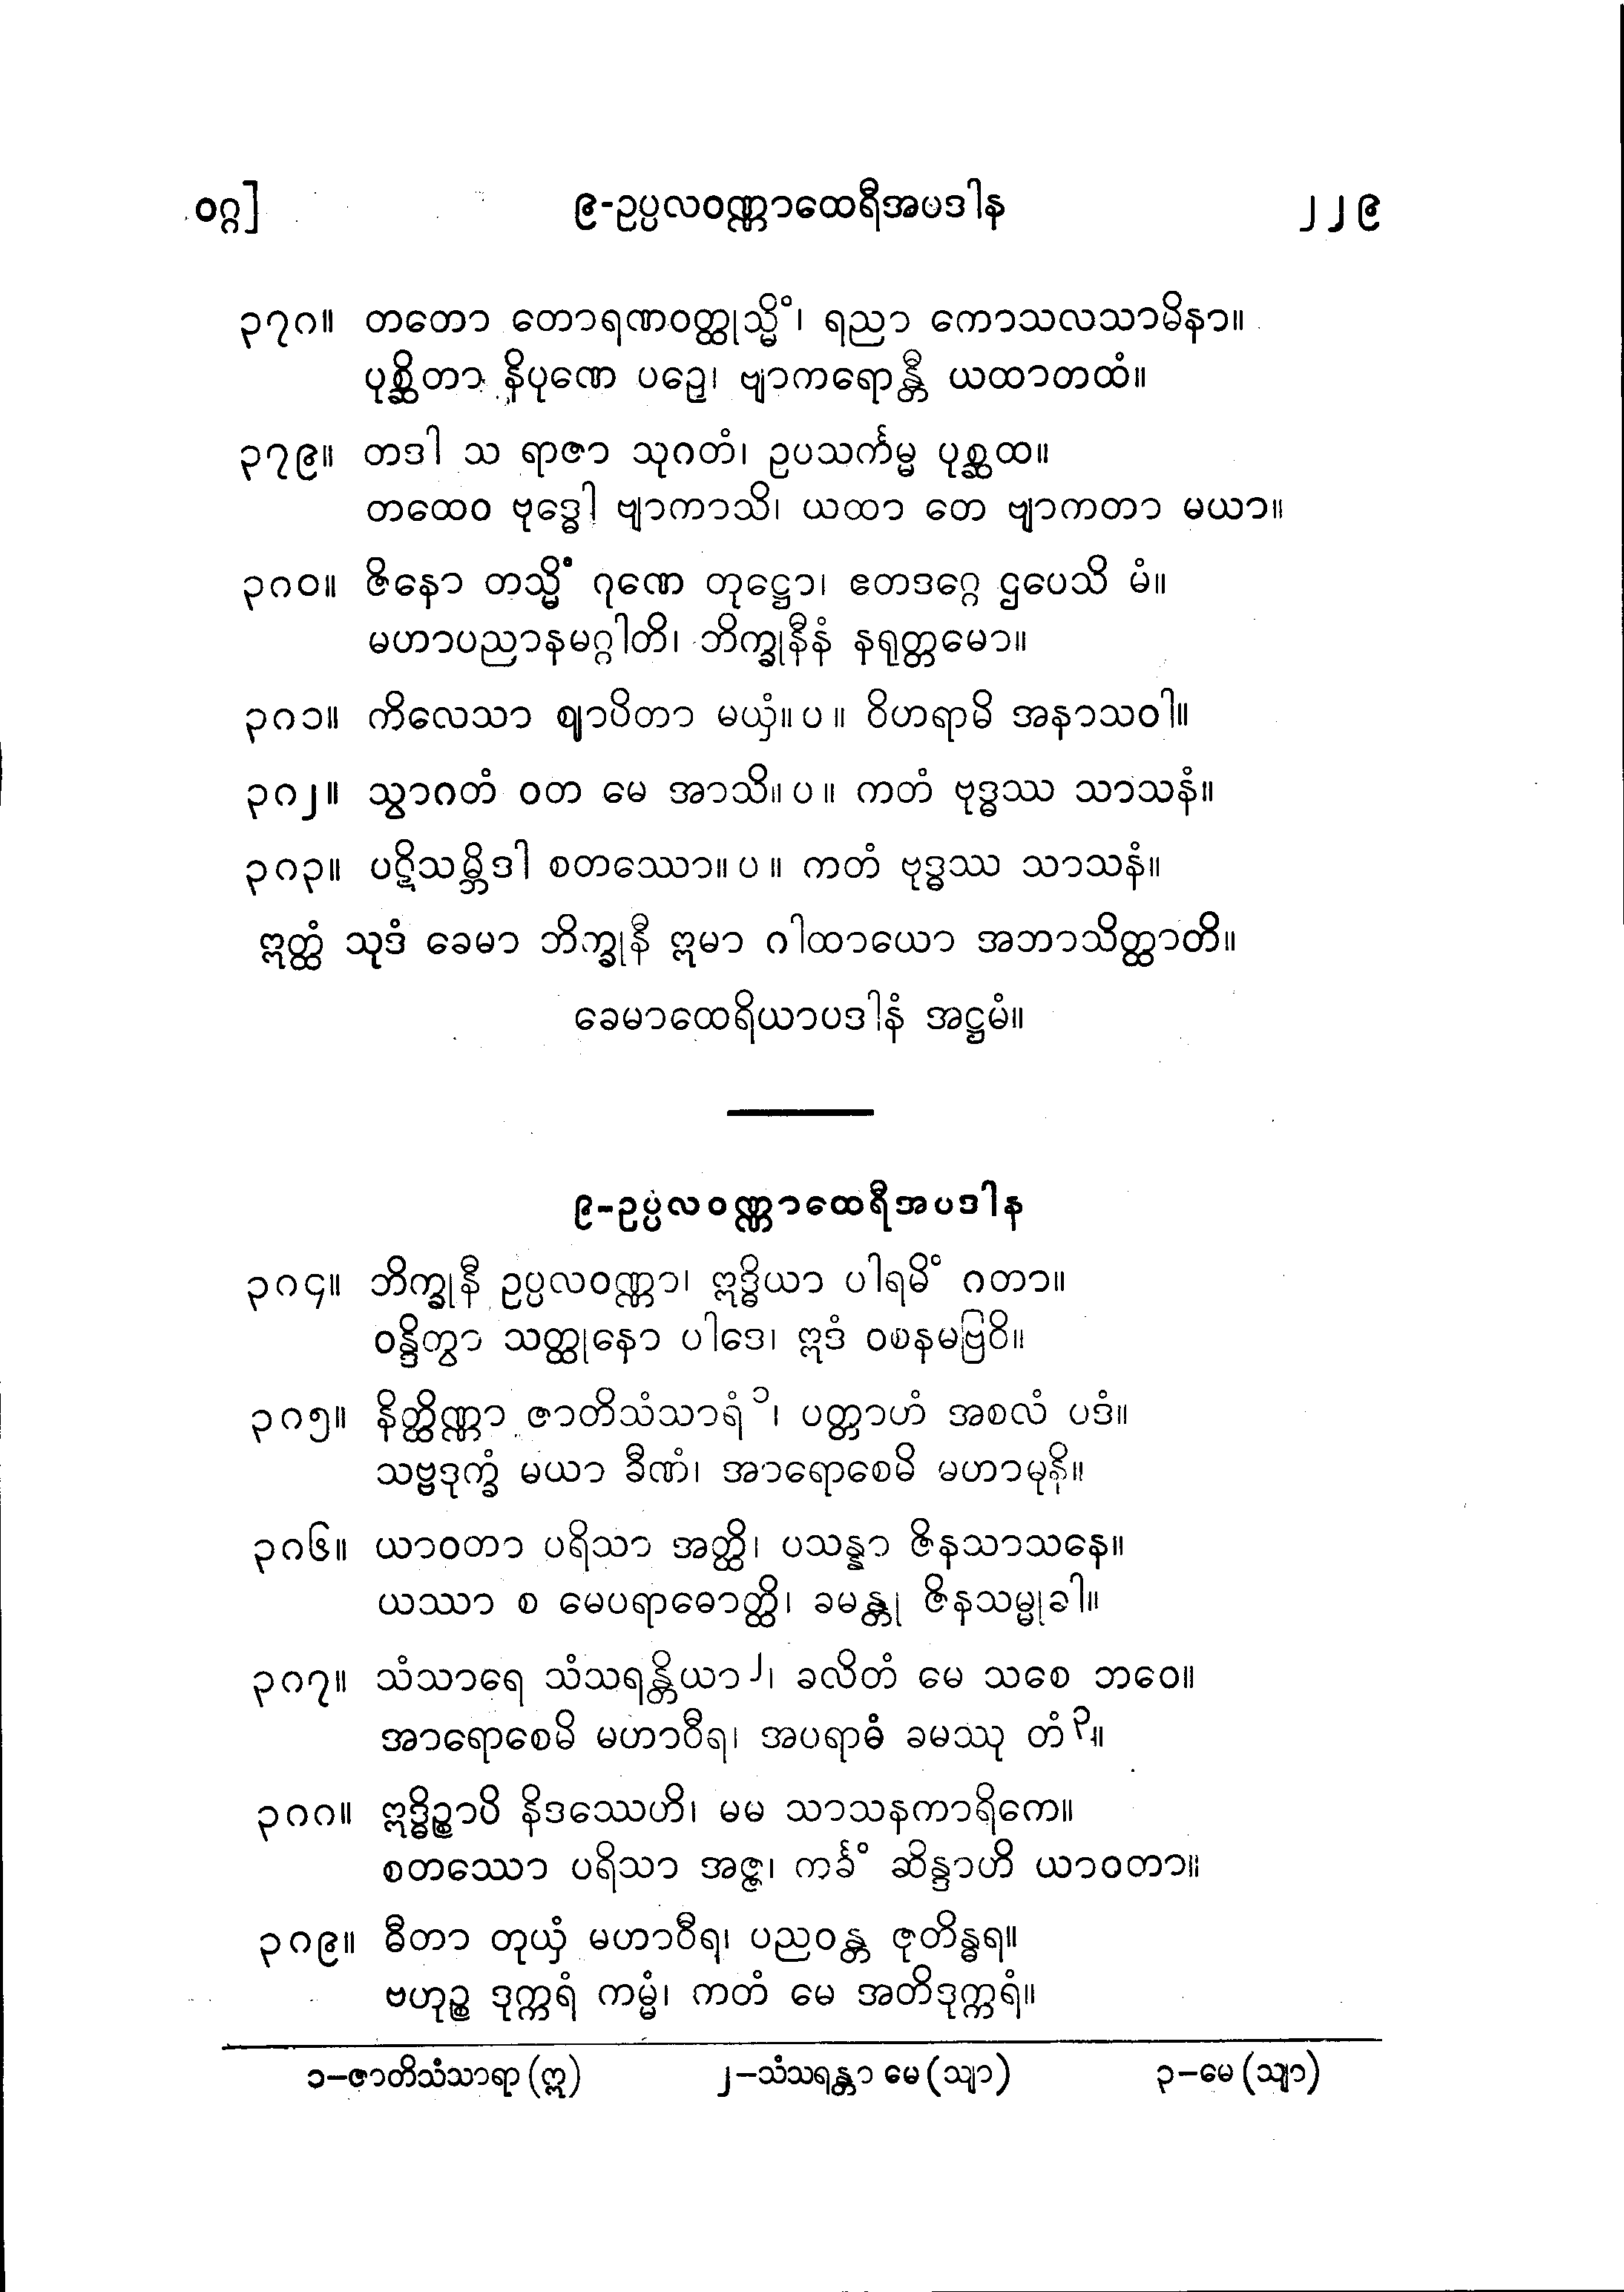 ဝဂ္ဂ] ၉-ဥပ္ပလဝဏ္ဏာထေရီအပဒါန ၂၂၉
၃၇၈။ တတော တောရဏဝတ္ထုသ္မိံ၊ ရညာ ကောသလသာမိနာ။
ပုစ္ဆိတာ နိပုဏေ ပဉှေ၊ ဗျာကရောန္တီ ယထာတထံ။
၃၇၉။ တဒါ သ ရာဇာ သုဂတံ၊ ဥပသင်္ကမ္မ ပုစ္ဆထ။
တထေဝ ဗုဒ္ဓေါ ဗျာကာသိ၊ ယထာ တေ ဗျာကတာ မယာ။
၃၈၀။ ဇိနော တသ္မိံ ဂုဏေ တုဋ္ဌော၊ ဧတဒဂ္ဂေ ဌပေသိ မံ။
မဟာပညာနမဂ္ဂါတိ၊ ဘိက္ခုနီနံ နရုတ္တမော။
၃၈၁။ ကိလေသာ ဈာပိတာ မယှံ။ပ။ ဝိဟရာမိ အနာသဝါ။
၃၈၂။ သွာဂတံ ဝတ မေ အာသိ။ပ။ ကတံ ဗုဒ္ဓဿ သာသနံ။
၃၈၃။ ပဋိသမ္ဘိဒါ စတဿော။ပ။ ကတံ ဗုဒ္ဓဿ သာသနံ။
ဣတ္ထံ သုဒံ ခေမာ ဘိက္ခုနီ ဣမာ ဂါထာယော အဘာသိတ္ထာတိ။
ခေမာထေရိယာပဒါနံ အဋ္ဌမံ။
၉-ဥပ္ပလဝဏ္ဏာထေရီအပဒါန
၃၈၄။ ဘိက္ခုနီ ဥပ္ပလဝဏ္ဏာ၊ ဣဒ္ဓိယာ ပါရမိံ ဂတာ။
ဝန္ဒိတွာ သတ္ထုနော ပါဒေ၊ ဣဒံ ဝစနမဗြဝိ။
၃၈၅။ နိတ္ထိဏ္ဏာ ဇာတိသံသာရံ ၁၊ ပတ္တာဟံ အစလံ ပဒံ။
သဗ္ဗဒုက္ခံ မယာ ခီဏံ၊ အာရောစေမိ မဟာမုနိ။
၃၈၆။ ယာဝတာ ပရိသာ အတ္ထိ၊ ပသန္နာ ဇိနသာသနေ။
ယဿာ စ မေပရာဓောတ္ထိ၊ ခမန္တု ဇိနသမ္မုခါ။
၃၈၇။ သံသာရေ သံသရန္တိယာ ၂၊ ခလိတံ မေ သစေ ဘဝေ။
အာရောစေမိ မဟာဝီရ၊ အပရာဓံ ခမဿု တံ ၃။
၃၈၈။ ဣဒ္ဓိဉ္စာပိ နိဒဿေဟိ၊ မမ သာသနကာရိကေ။
စတဿော ပရိသာ အဇ္ဇ၊ ကင်္ခံ ဆိန္ဒာဟိ ယာဝတာ။
၃၈၉။ ဓီတာ တုယှံ မဟာဝီရ၊ ပညဝန္တ ဇုတိန္ဓရ။
ဗဟုဉ္စ ဒုက္ကရံ ကမ္မံ၊ ကတံ မေ အတိဒုက္ကရံ။
၁−ဇာတိသံသာရာ (ဣ) ၂−သံသရန္တာ မေ (သျာ) ၃−မေ (သျာ)